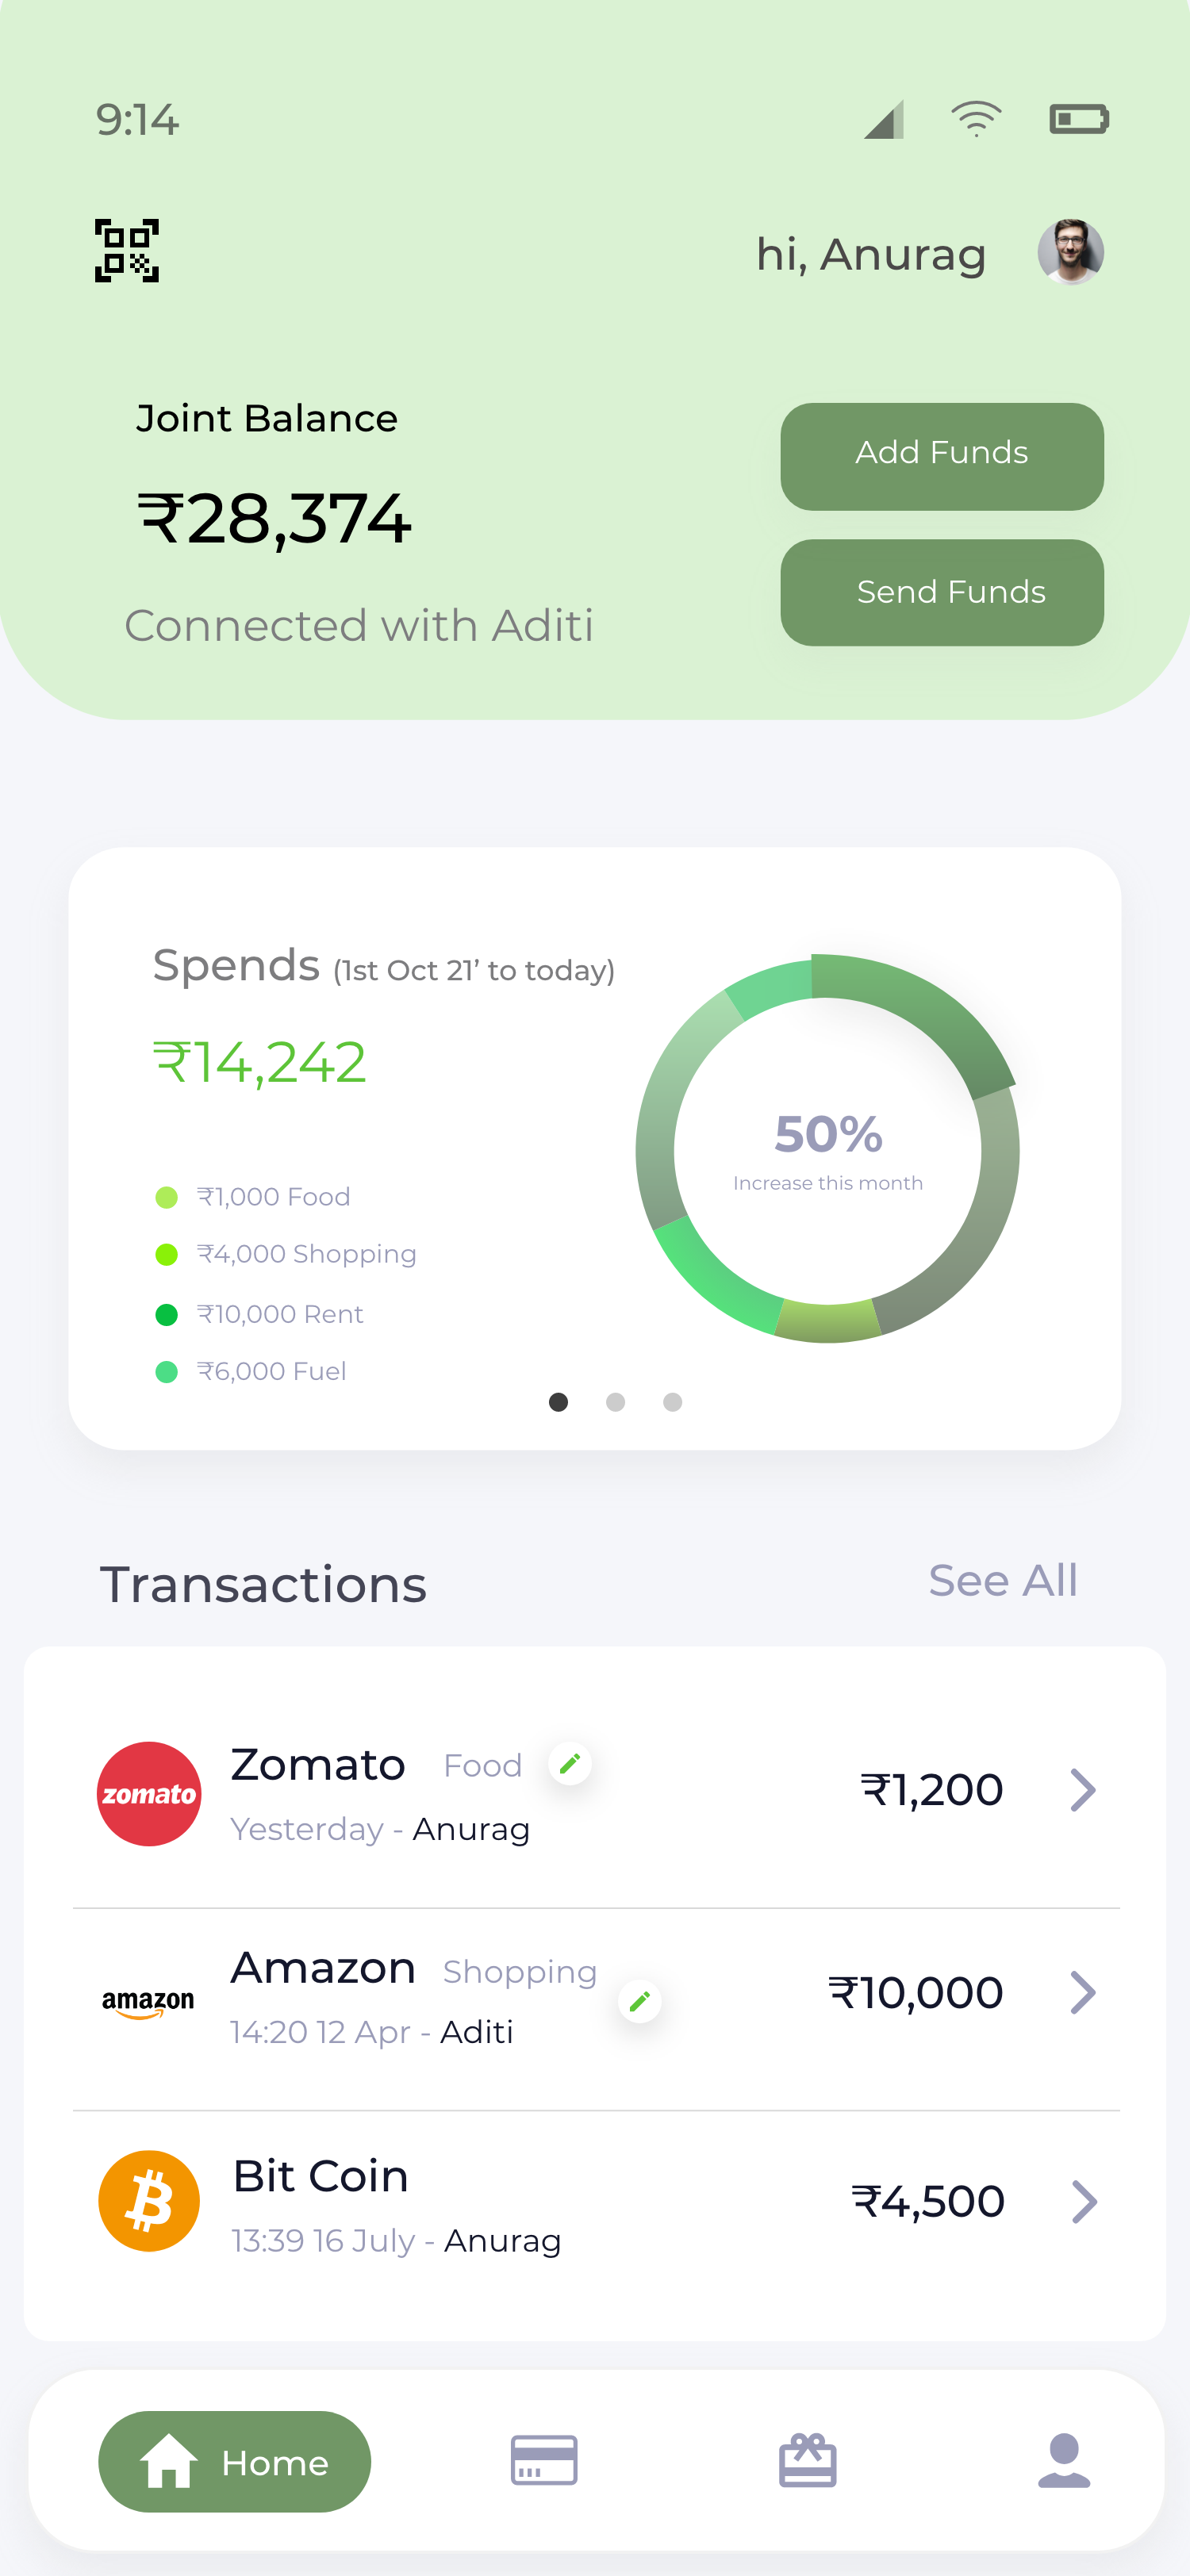 9:14
hi, Anurag
Joint Balance
₹28,374
Connected with Aditi
Add Funds
Send Funds
Spends (1st Oct 21’ to today)
₹14,242
₹1,000 Food
₹4,000 Shopping
₹10,000 Rent
₹6,000 Fuel
50%
Increase this month
Transactions
See All
zomato
Zomato Food
Yesterday - Anurag
₹1,200
amazon
Amazon Shopping
14:20 12 Apr - Aditi
₹10,000
Bit Coin
13:39 16 July - Anurag
₹4,500
Home